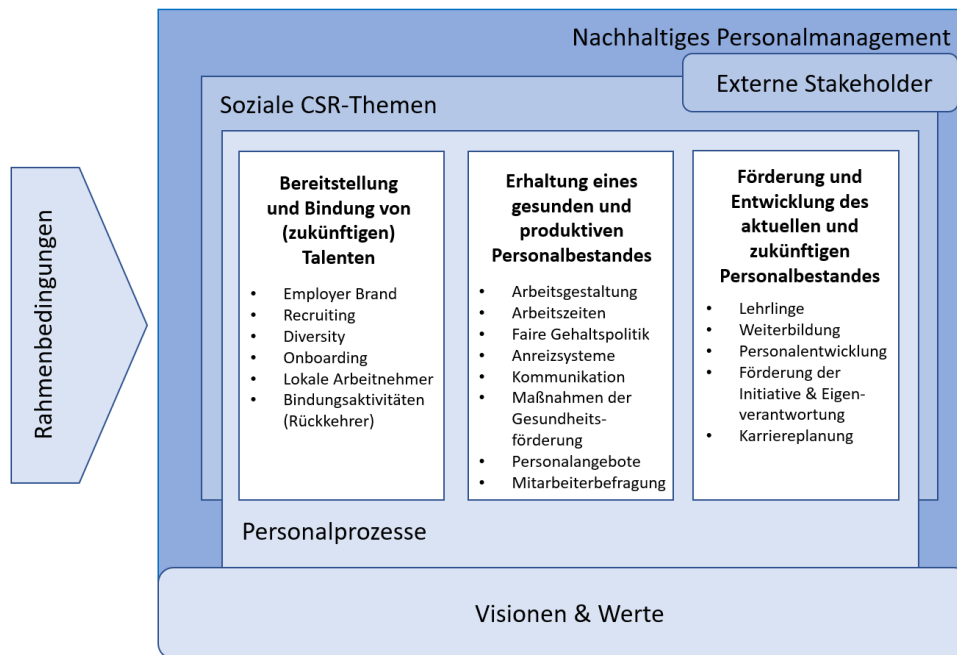 Nachhaltiges Personalmanagement
Externe Stakeholder
Soziale CSR-Themen
Rahmenbedingungen
Bereitstellung
und Bindung von
(zukünftigen)
Talenten
• Employer Brand
• Recruiting
• Diversity
• Onboarding
• Lokale Arbeitnehmer
• Bindungsaktivitäten
(Rückkehrer)
Erhaltung eines
gesunden und
produktiven
Personalbestandes
• Arbeitsgestaltung
• Arbeitszeiten
• Faire Gehaltspolitik
• Anreizsysteme
• Kommunikation
• Maßnahmen der
Gesundheits-
förderung
• Personalangebote
• Mitarbeiterbefragung
Förderung und
Entwicklung des
aktuellen und
zukünftigen
Personalbestandes
• Lehrlinge
• Weiterbildung
• Personalentwicklung
• Förderung der
Initiative & Eigen-
verantwortung
• Karriereplanung
Personalprozesse
Visionen & Werte